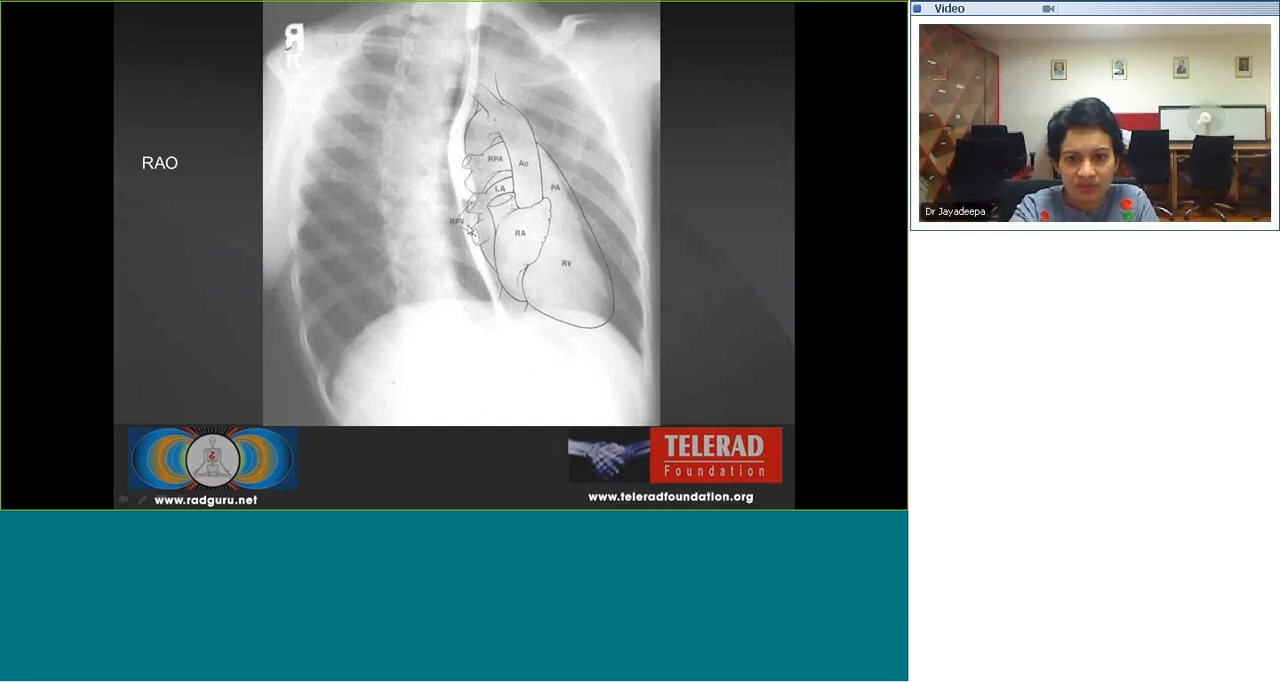 Video
R
RAO
RPA
Ao
LA
PA
RPV
RA
RV
Dr Jayadeepa
TELERAD
Foundation
www.radguru.net
www.teleradfoundation.org